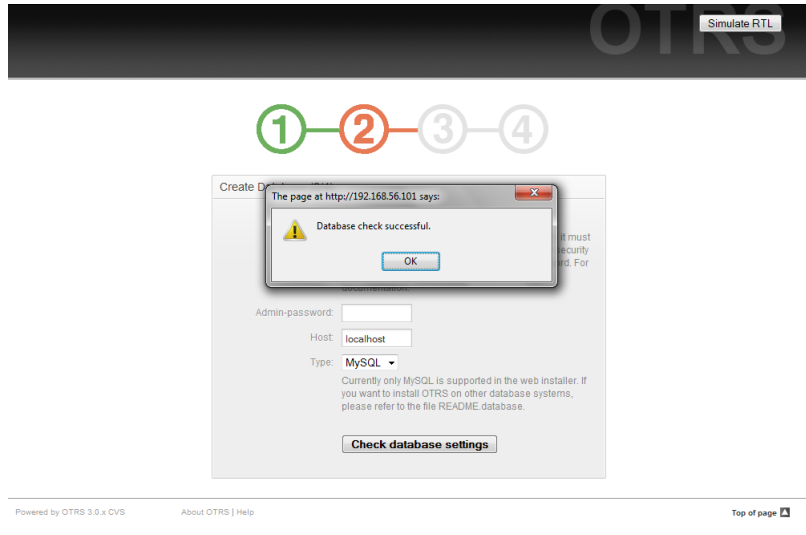 OTRS
Simulate RTL
1 2 3 4
Create
The page at http://192.168.56.101 says:
Database check successful.
OK
it must
security
For
documentation.
Admin-password:
Host: localhost
Type: MySQL
Currently only MySQL is supported in the web installer. If
you want to install OTRS on other database systems,
please refer to the file README.database.
Check database settings
Powered by OTRS 3.0.x CVS
About OTRS | Help
Top of page